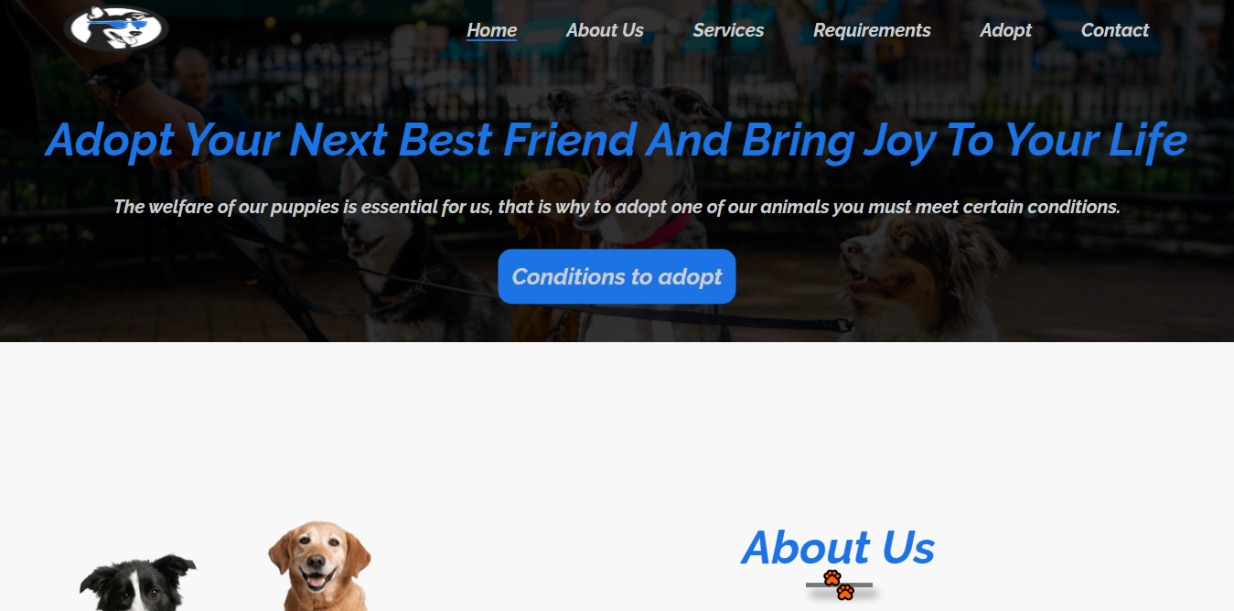 Home About Us Services Requirements Adopt Contact
Adopt Your Next Best Friend And Bring Joy To Your Life
The welfare of our puppies is essential for us, that is why to adopt one of our animals you must meet certain conditions.
Conditions to adopt
About Us